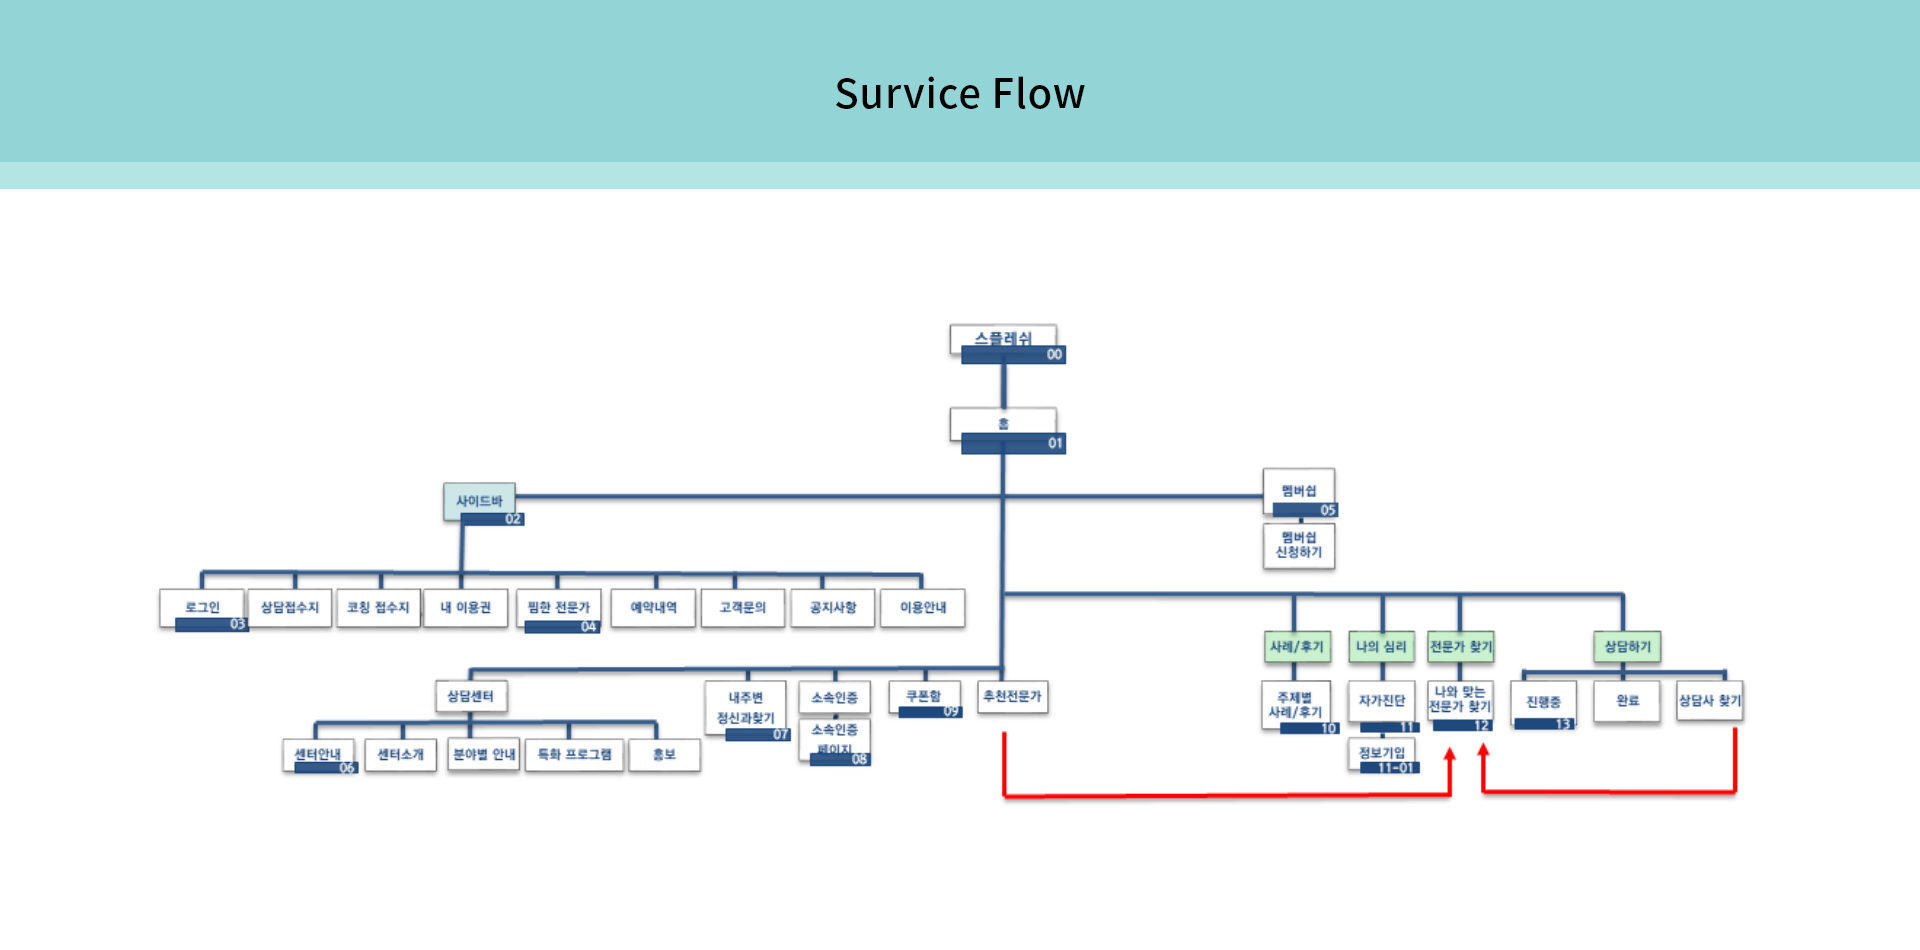 Survice Flow
스플레쉬
00
홈
01
사이드바
02
멤버쉽
05
멤버쉽
신청하기
로그인
03
상담접수지
코칭 접수지
내 이용권
찜한 전문가
04
예약내역
고객문의
공지사항
이용안내
사례/후기
나의 심리
전문가 찾기
상담하기
상담센터
내주변
정신과찾기
07
소속인증
소속인증
페이지
08
쿠폰함
09
추천전문가
주제별
사례/후기
10
자가진단
11
정보기입
11-01
나와 맞는
전문가 찾기
12
진행중
13
완료
상담사 찾기
센터안내
06
센터소개
분야별 안내
특화 프로그램
홍보